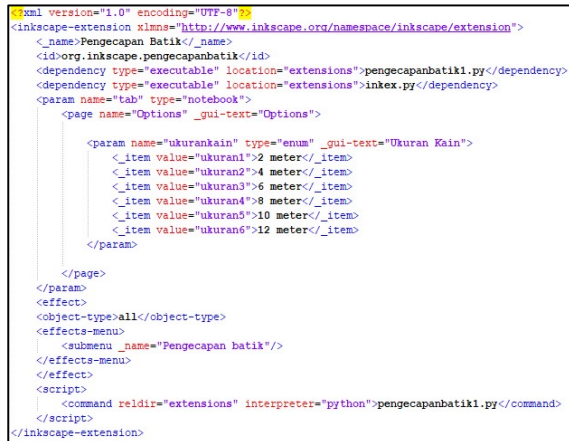 <?xml version="1.0" encoding="UTF-8"?>
<inkscape-extension xlmns="http://www.inkscape.org/namespace/inkscape/extension">
<_name>Pengecapan Batik</_name>
<id>org.inkscape.pengecapanbatik</id>
<dependency type="executable" location="extensions">pengecapanbatik1.py</dependency>
<dependency type="executable" location="extensions">inkex.py</dependency>
<param name="tab" type="notebook">
<page name="Options" _gui-text="Options">
<param name="ukurankain" type="enum" _gui-text="Ukuran Kain">
<_item value="ukuran1">2 meter</_item>
<_item value="ukuran2">4 meter</_item>
<_item value="ukuran3">6 meter</_item>
<_item value="ukuran4">8 meter</_item>
<_item value="ukuran5">10 meter</_item>
<_item value="ukuran6">12 meter</_item>
</param>
</page>
</param>
<effect>
<object-type>all</object-type>
<effects-menu>
<submenu _name="Pengecapan batik"/>
</effects-menu>
</effect>
<script>
<command reldir="extensions" interpreter="python">pengecapanbatik1.py</command>
</script>
</inkscape-extension>